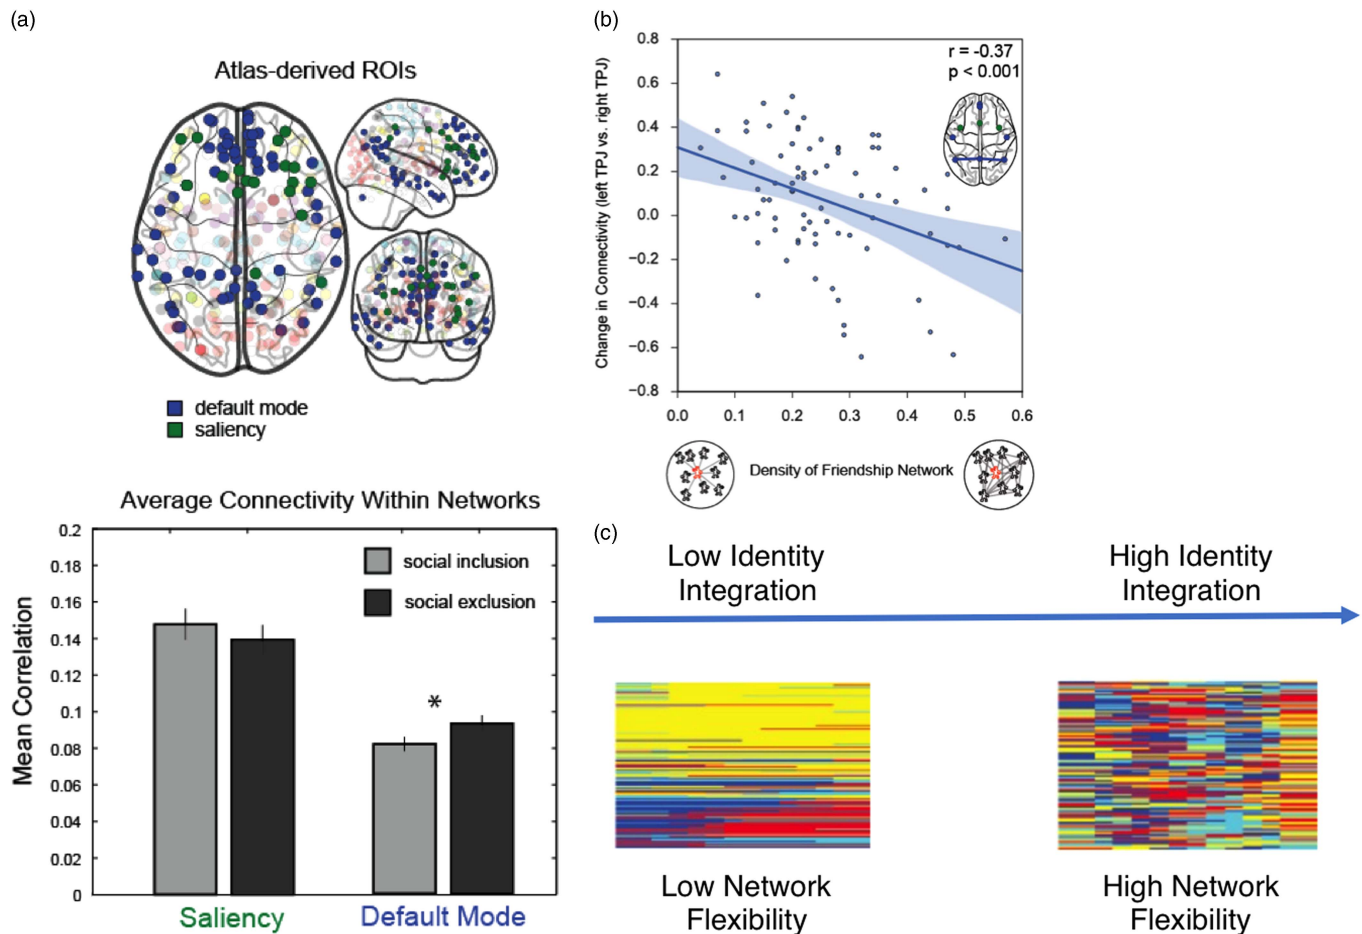 (a)
Atlas-derived ROIs
default mode
saliency
Average Connectivity Within Networks
0.2
0.18
0.16
0.14
0.12
0.1
0.08
0.06
0.04
0.02
0
Mean Correlation
social inclusion
social exclusion
*
Saliency
Default Mode
(b)
0.8
0.6
0.4
0.2
0.0
−0.2
−0.4
−0.6
−0.8
Change in Connectivity (left TPJ vs. right TPJ)
r = -0.37
p < 0.001
0.0
0.1
0.2
0.3
0.4
0.5
0.6
Density of Friendship Network
(c)
Low Identity
Integration
High Identity
Integration
Low Network
Flexibility
High Network
Flexibility